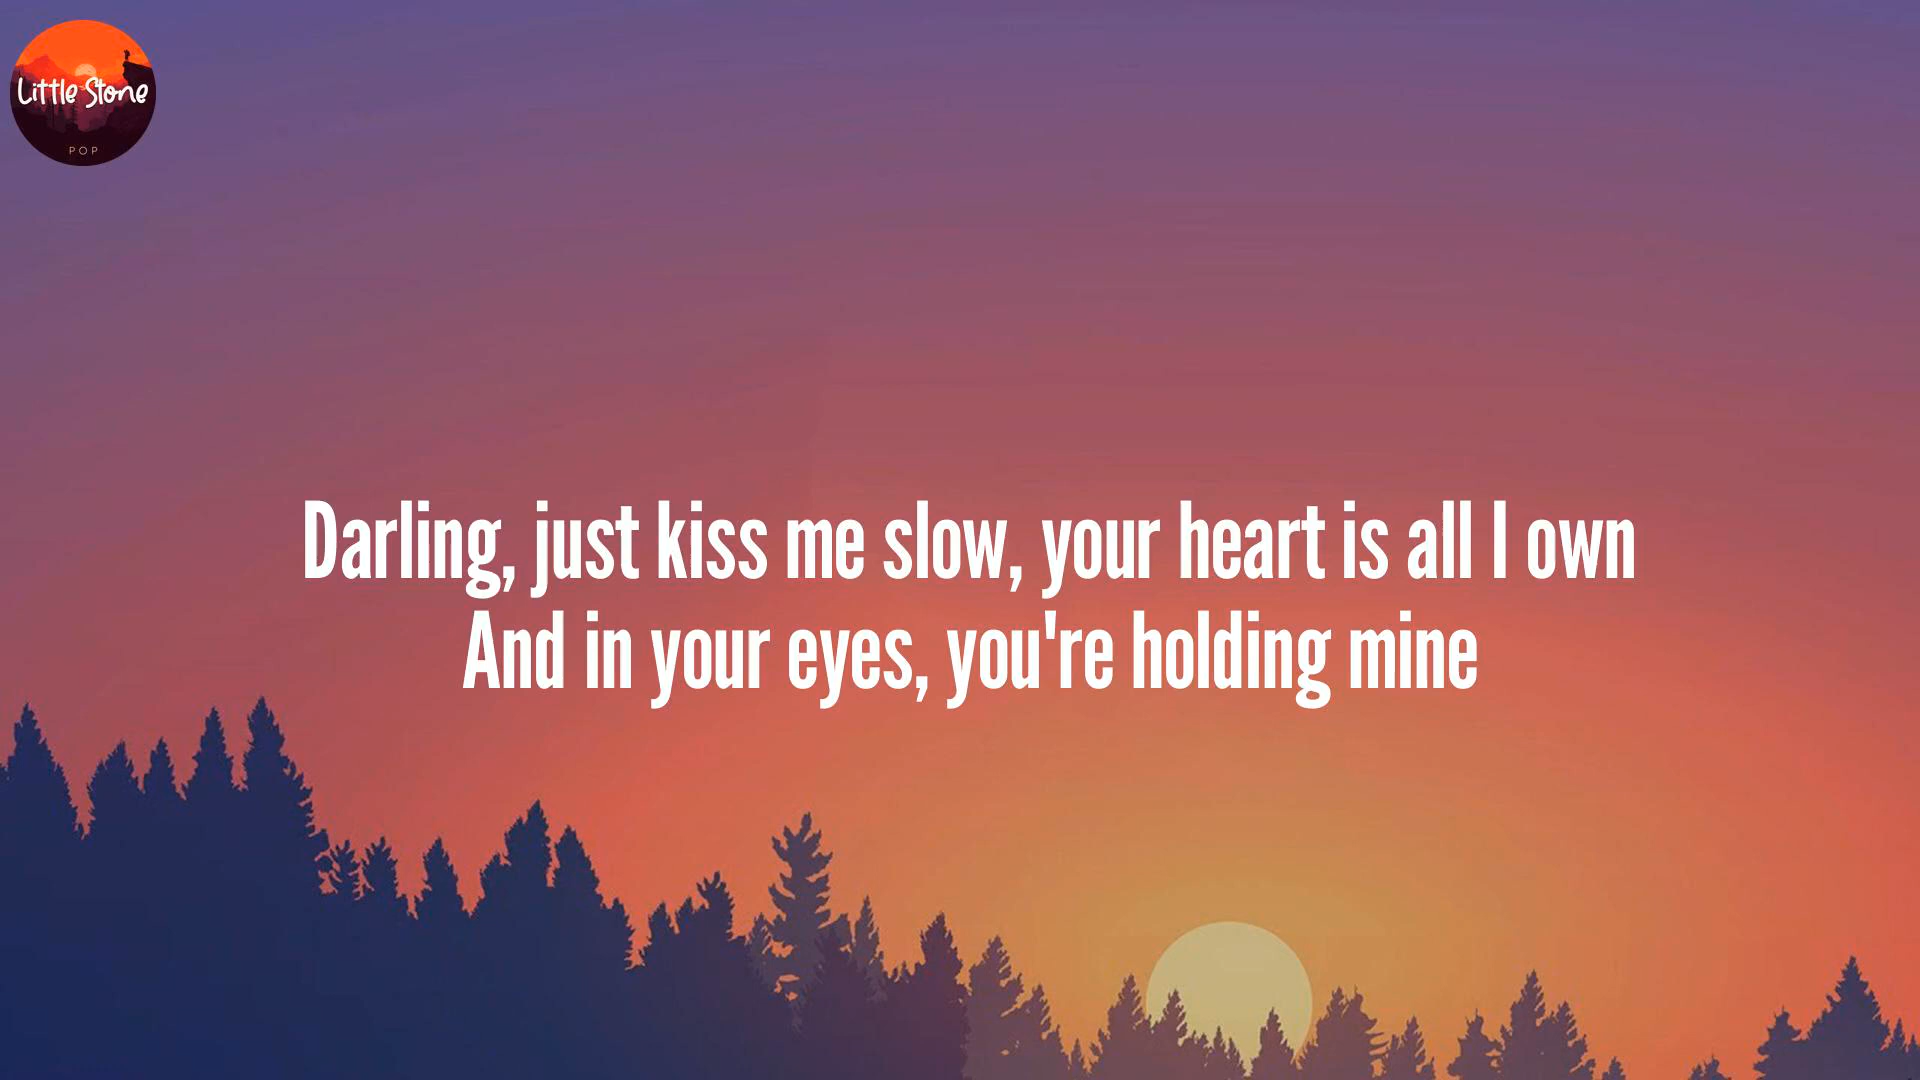 Little Stone
POP
Darling, just kiss me slow, your heart is all I own
And in your eyes, you're holding mine